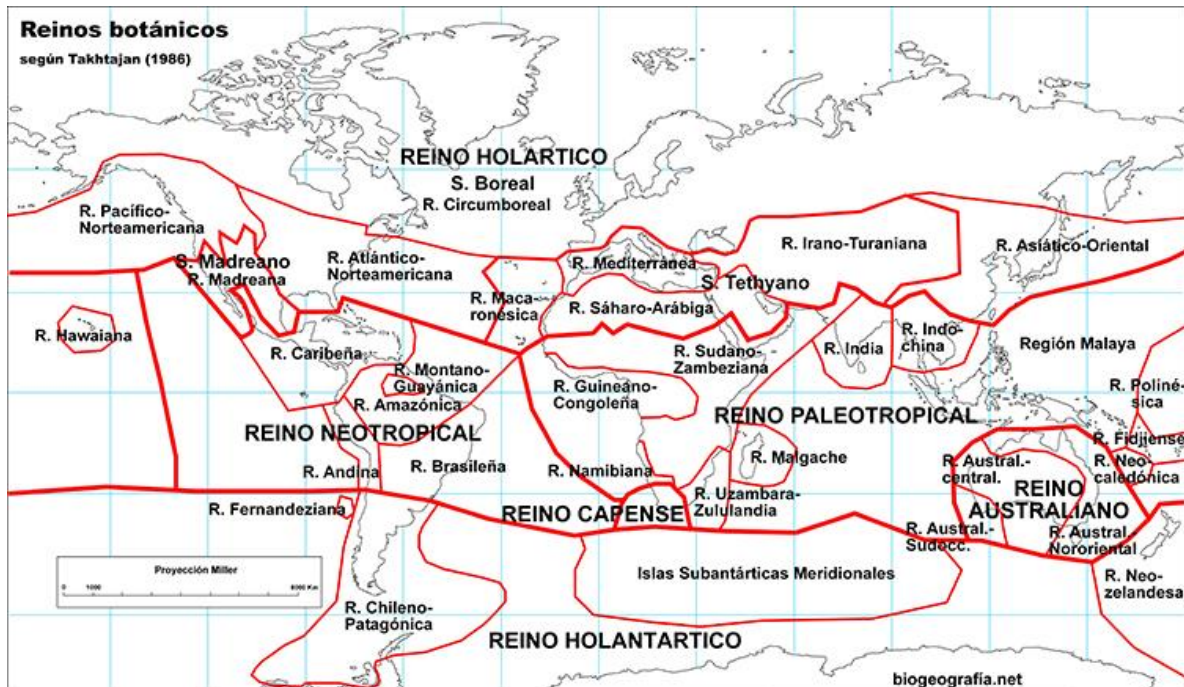 Reinos botánicos
según Takhtajan (1986)
REINO HOLÁRTICO
S. Boreal
R. Circumboreal
R. Pacífico-
Norteamericana
S. Madreano
R. Madreana
R. Atlántico-
Norteamericana
R. Maca-
ronésica
R. Mediterránea
S. Tethyano
R. Sáharo-Arábiga
R. Irano-Turaniana
R. Asiático-Oriental
R. Hawaiana
R. Caribeña
R. Montano-
Guayánica
R. Amazónica
REINO NEOTROPICAL
R. Andina
R. Brasileña
R. Sudano-
Zambeziana
R. Guineano-
Congoleña
R. India
R. Indo-
china
Región Malaya
R. Poliné-
sica
REINO PALEOTROPICAL
R. Fidjiense
R. Namibiana
R. Malgache
R. Uzambara-
Zululandia
R. Austral.-
central.
R. Neo-
caledónica
REINO
AUSTRALIANO
R. Fernandeziana
REINO CAPENSE
R. Austral.-
Sudocc.
R. Austral.
Nororiental
Proyección Miller
0 1000 6000 Km
Islas Subantárticas Meridionales
R. Neo-
zelandesa
R. Chileno-
Patagónica
REINO HOLANTARTICO
biogeografía.net